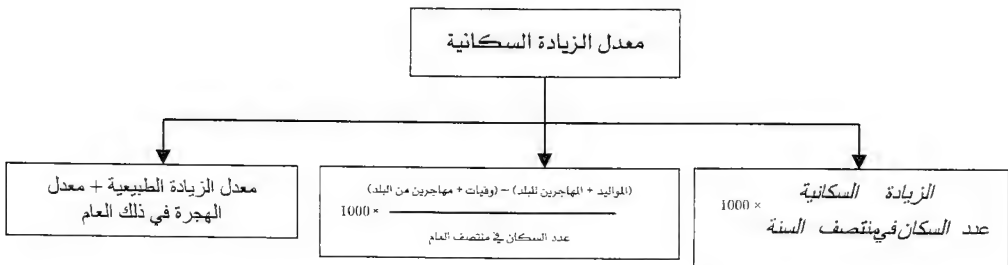 معدل الزيادة السكانية
الزيادة السكانية
1000 ×
عدد السكان في منتصف السنة
(المواليد + المهاجرين للبلد) – (وفيات + مهاجرين من البلد)
1000 ×
عدد السكان في منتصف العام
معدل الزيادة الطبيعية + معدل
الهجرة في ذلك العام